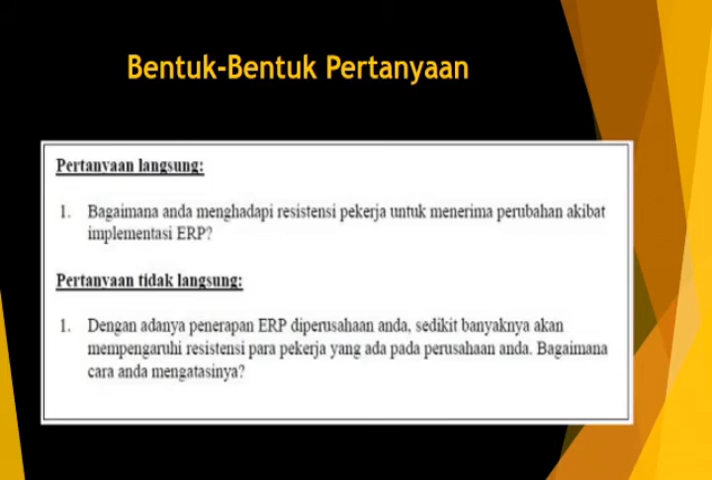 Bentuk-Bentuk Pertanyaan
Pertanyaan langsung:
1. Bagaimana anda menghadapi resistensi pekerja untuk menerima perubahan akibat
implementasi ERP?
Pertanyaan tidak langsung:
1. Dengan adanya penerapan ERP diperusahaan anda, sedikit banyaknya akan
mempengaruhi resistensi para pekerja yang ada pada perusahaan anda. Bagaimana
cara anda mengatasinya?